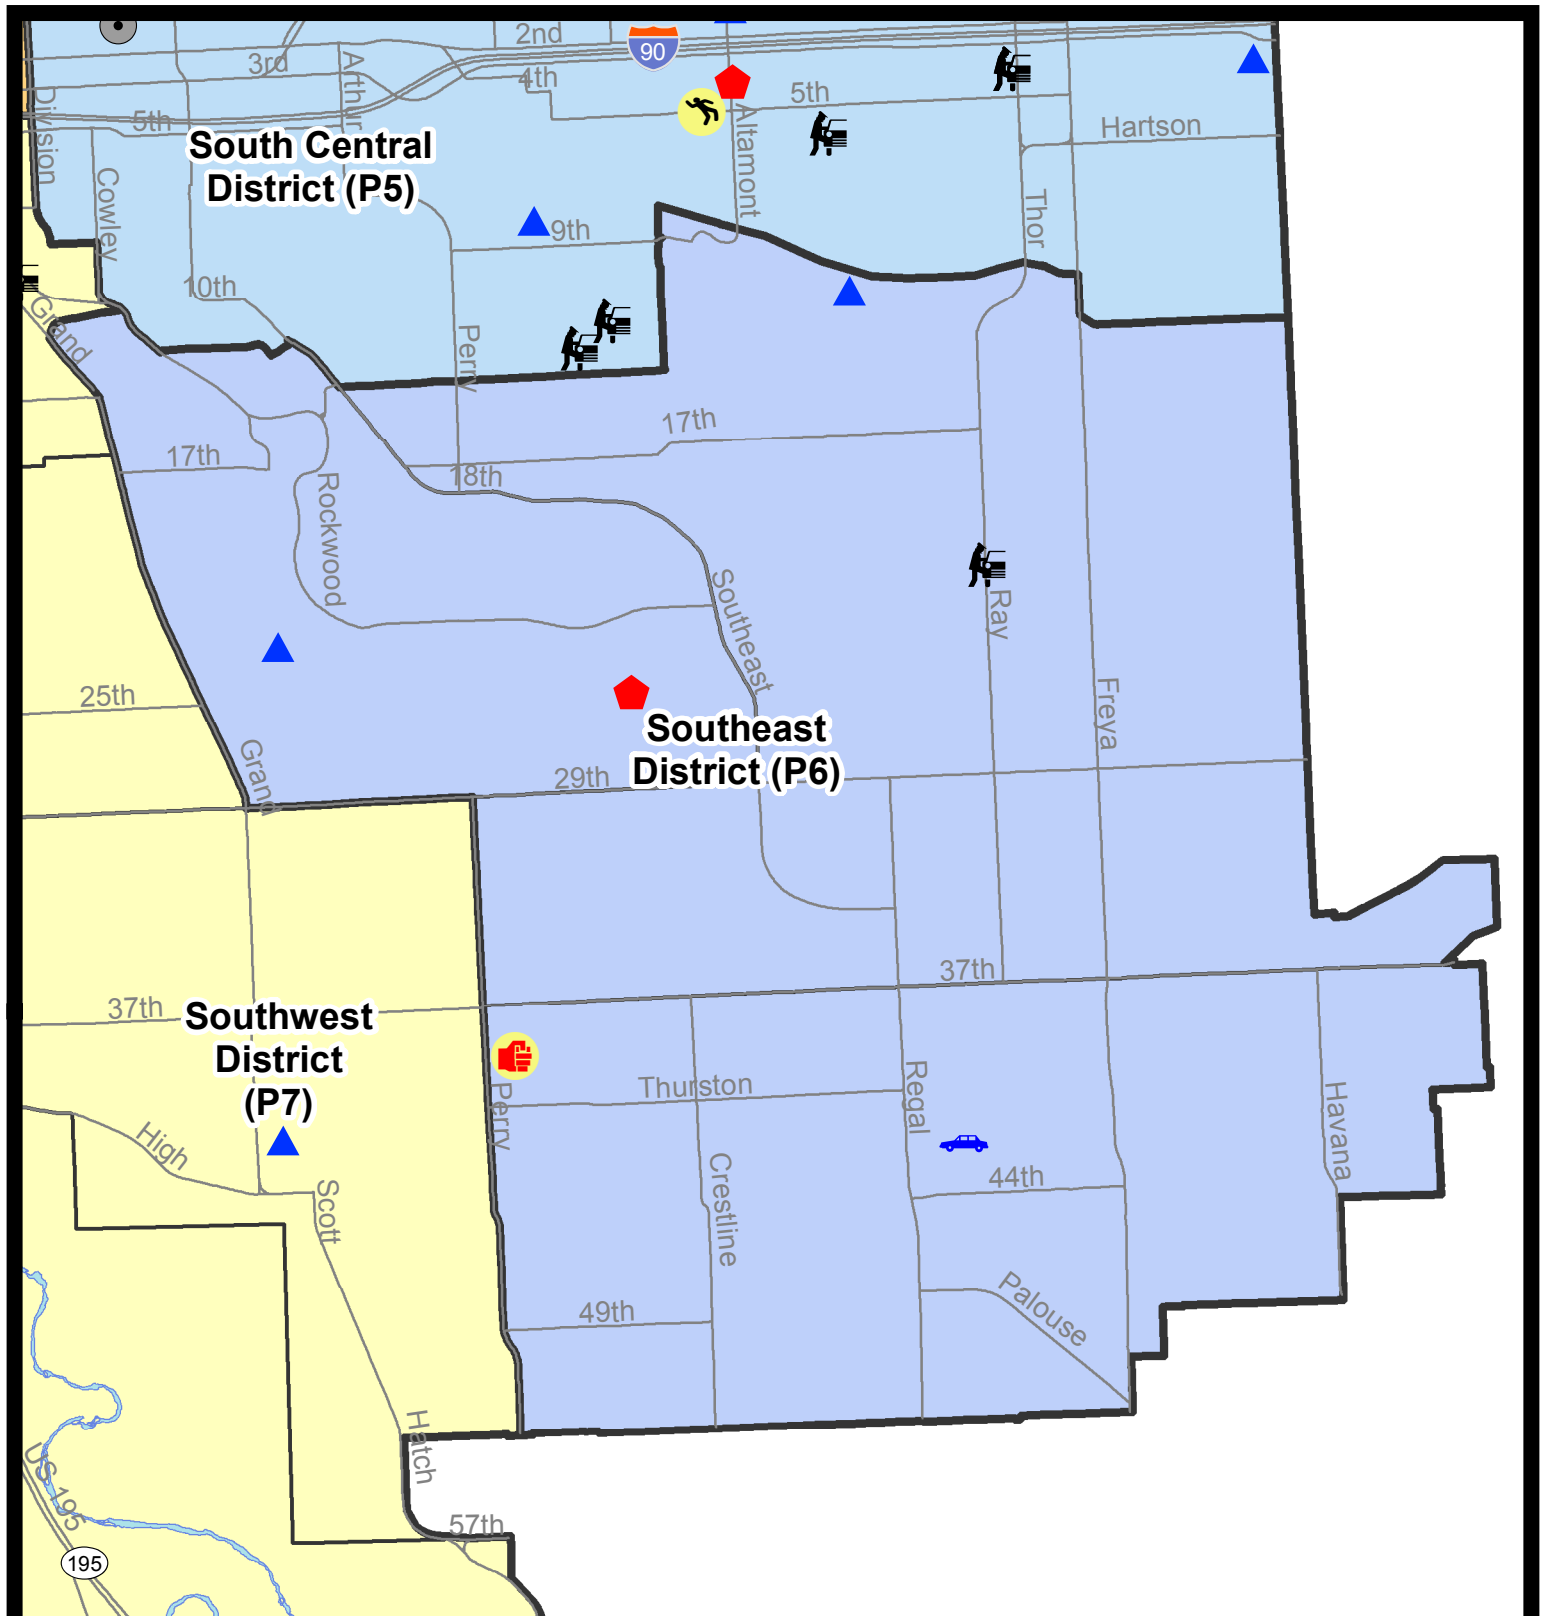 2nd
90
3rd
Arthur
4th
5th
Altamont
Division
5th
Hartson
South Central
District (P5)
Cowley
Thor
9th
10th
Grand
Perry
17th
17th
18th
Rockwood
Southeast
Ray
25th
Freya
Southeast
District (P6)
Grand
29th
37th
37th
Southwest
District
(P7)
Thurston
Perry
Regal
Havana
High
Crestline
44th
Scott
Palouse
49th
Hatch
US 195
57th
195